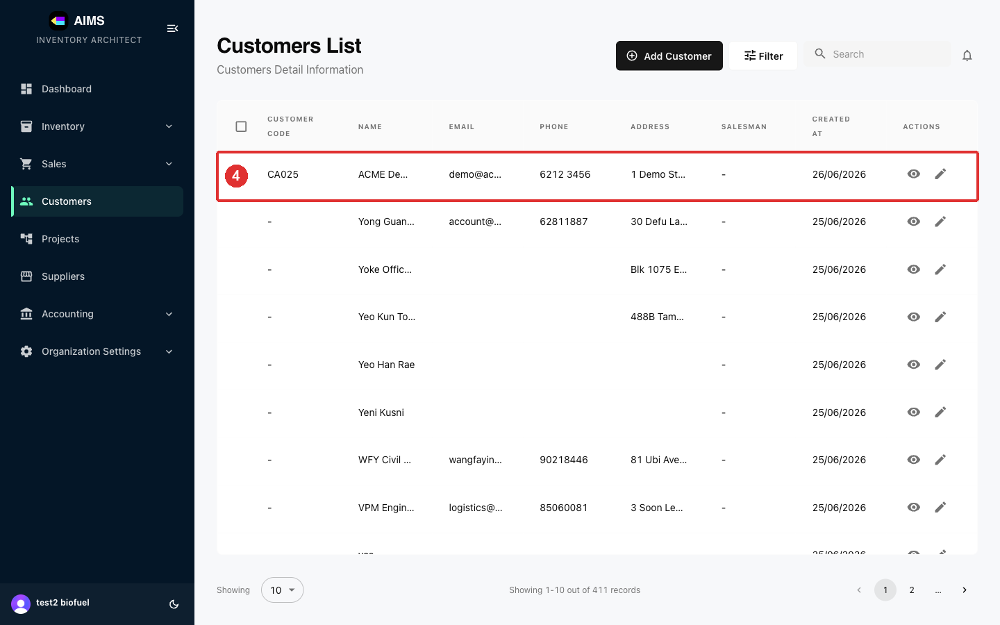 AIMS
INVENTORY ARCHITECT
Dashboard
Inventory
Sales
Customers
Projects
Suppliers
Accounting
Organization Settings
test2 biofuel
Customers List
Customers Detail Information
Add Customer
Filter
Search
CUSTOMER CODE NAME EMAIL PHONE ADDRESS SALESMAN CREATED AT ACTIONS
4 CA025 ACME De... demo@ac... 6212 3456 1 Demo St... - 26/06/2026
- Yong Guan... account@... 62811887 30 Defu La... - 25/06/2026
- Yoke Offic... Blk 1075 E... - 25/06/2026
- Yeo Kun To... 488B Tam... - 25/06/2026
- Yeo Han Rae - 25/06/2026
- Yeni Kusni - 25/06/2026
- WFY Civil ... wangfayin... 90218446 81 Ubi Ave... - 25/06/2026
- VPM Engin... logistics@... 85060081 3 Soon Le... - 25/06/2026
25/06/2026
Showing 10 Showing 1-10 out of 411 records 1 2 ...